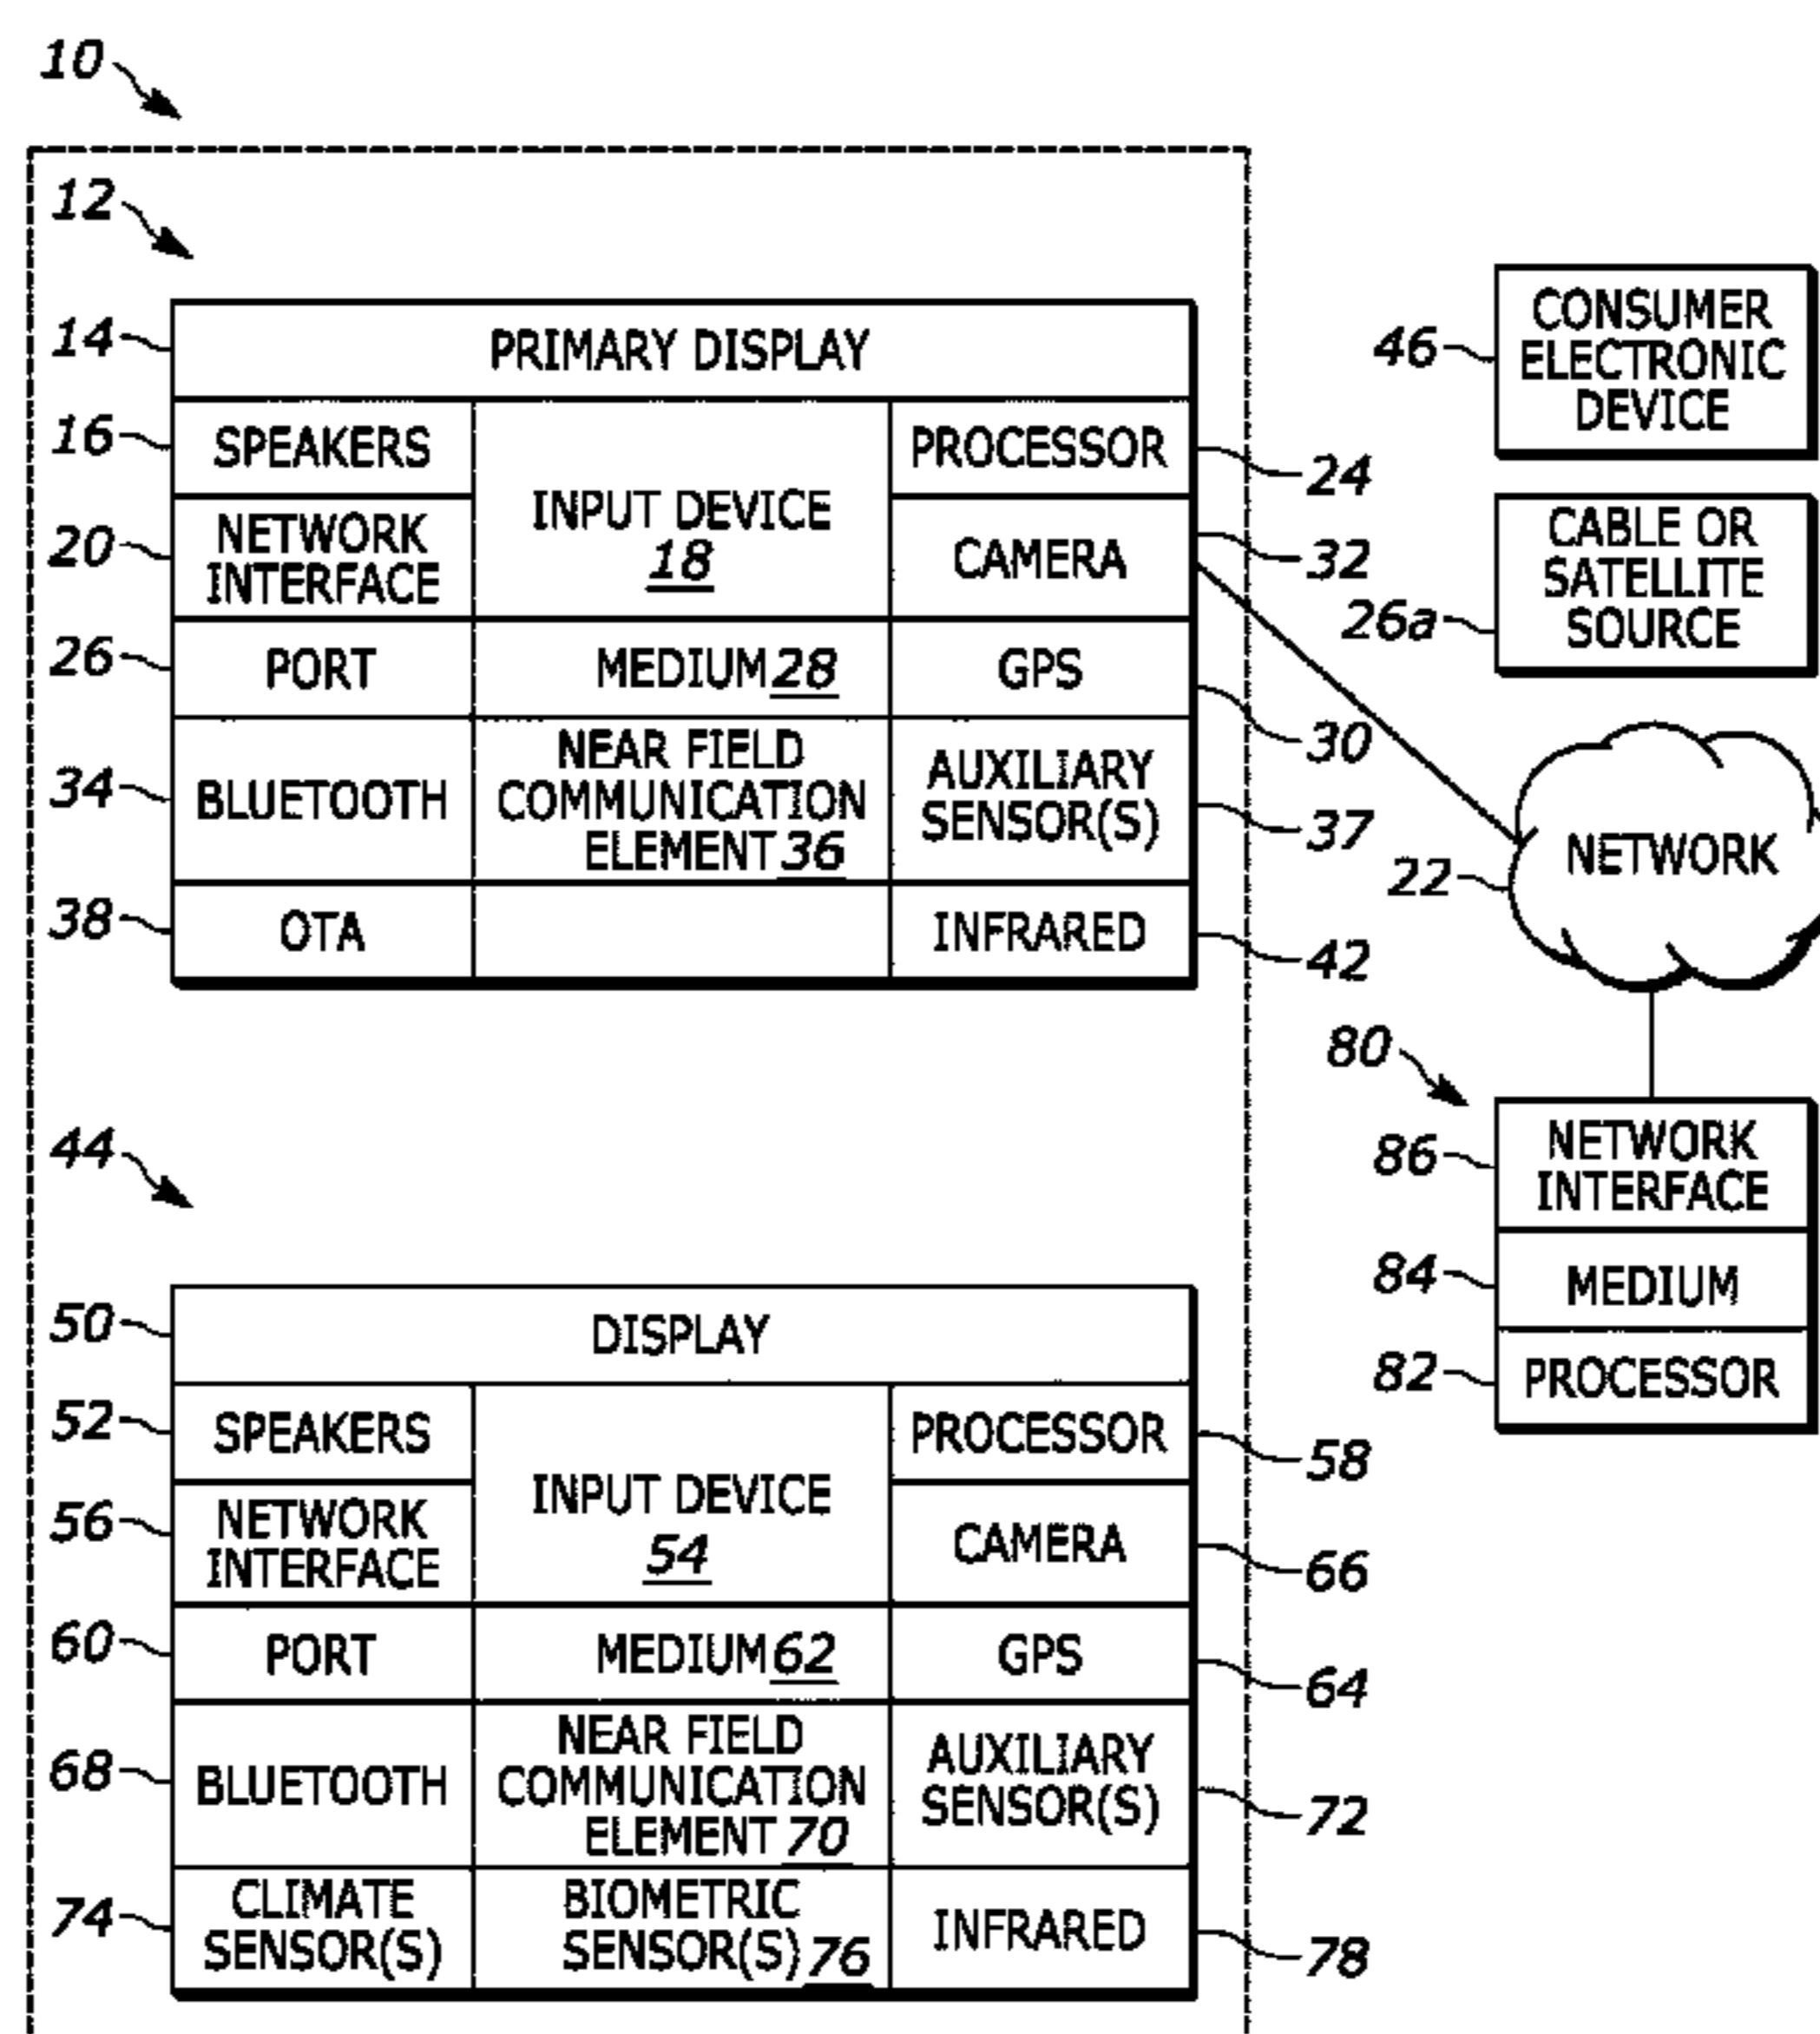 10
12
14
PRIMARY DISPLAY
16
SPEAKERS
INPUT DEVICE
18
PROCESSOR
24
20
NETWORK
INTERFACE
CAMERA
32
26
PORT
MEDIUM 28
GPS
30
34
BLUETOOTH
NEAR FIELD
COMMUNICATION
ELEMENT 36
AUXILIARY
SENSOR(S)
37
38
OTA
INFRARED
42
46
CONSUMER
ELECTRONIC
DEVICE
26a
CABLE OR
SATELLITE
SOURCE
22
NETWORK
80
86
NETWORK
INTERFACE
84
MEDIUM
82
PROCESSOR
44
50
DISPLAY
52
SPEAKERS
INPUT DEVICE
54
PROCESSOR
58
56
NETWORK
INTERFACE
CAMERA
66
60
PORT
MEDIUM 62
GPS
64
68
BLUETOOTH
NEAR FIELD
COMMUNICATION
ELEMENT 70
AUXILIARY
SENSOR(S)
72
74
CLIMATE
SENSOR(S)
BIOMETRIC
SENSOR(S) 76
INFRARED
78